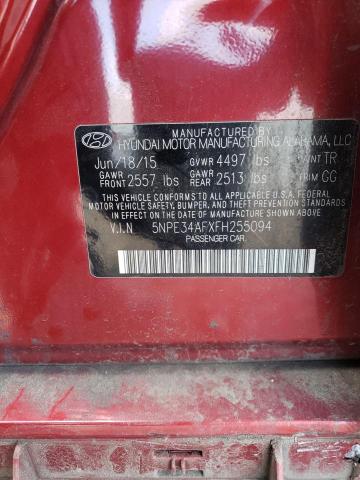 HYUNDAI MOTOR MANUFACTURING ALABAMA, LLC
Jun/18/15 GVWR 4497 lbs PAINT TR
GAWR FRONT 2557 lbs GAWR REAR 2513 lbs TRIM GG
THIS VEHICLE CONFORMS TO ALL APPLICABLE U.S.A FEDERAL
MOTOR VEHICLE SAFETY, BUMPER, AND THEFT
PREVENTION STANDARDS IN EFFECT ON THE
DATE OF MANUFACTURE SHOWN ABOVE.
V.I.N 5NPE34AFXFH255094
PASSENGER CAR